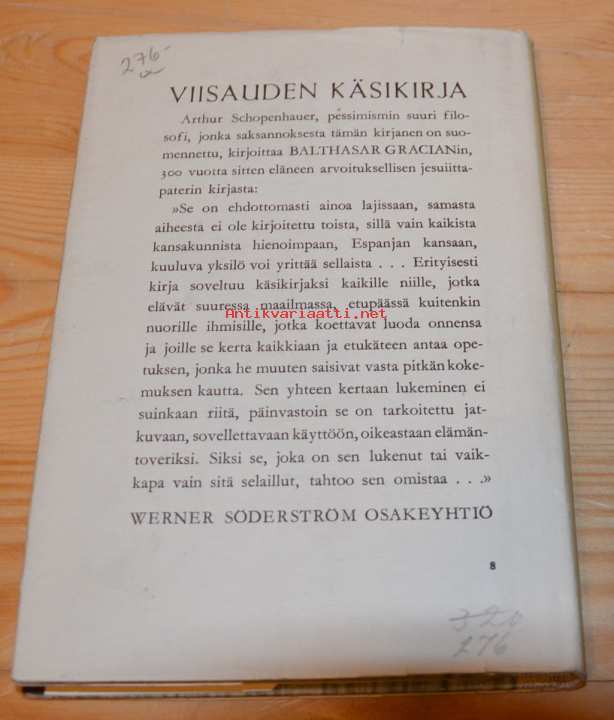 276-
VIISAUDEN KÄSIKIRJA
Arthur Schopenhauer, pessimismin suuri filo-
sofi, jonka saksannoksesta tämän kirjanen on suo-
mennettu, kirjoittaa BALTHASAR GRACIANin,
300 vuotta sitten eläneen arvoituksellisen jesuiitta-
paterin kirjasta:
»Se on ehdottomasti ainoa lajissaan, samasta
aiheesta ei ole kirjoitettu toista, sillä vain kaikista
kansakunnista hienoimpaan, Espanjan kansaan,
kuuluva yksilö voi yrittää sellaista . . . Erityisesti
kirja soveltuu käsikirjaksi kaikille niille, jotka
elävät suuressa maailmassa, etupäässä kuitenkin
Antikvariaatti.net
nuorille ihmisille, jotka koettavat luoda onnensa
ja joille se kerta kaikkiaan ja etukäteen antaa ope-
tuksen, jonka he muuten saisivat vasta pitkän koke-
muksen kautta. Sen yhteen kertaan lukeminen ei
suinkaan riitä, päinvastoin se on tarkoitettu jat-
kuvaan, sovellettavaan käyttöön, oikeastaan elämän-
toveriksi. Siksi se, joka on sen lukenut tai vaik-
kapa vain sitä selaillut, tahtoo sen omistaa . . .»
WERNER SÖDERSTRÖM OSAKEYHTIÖ
8
320
276